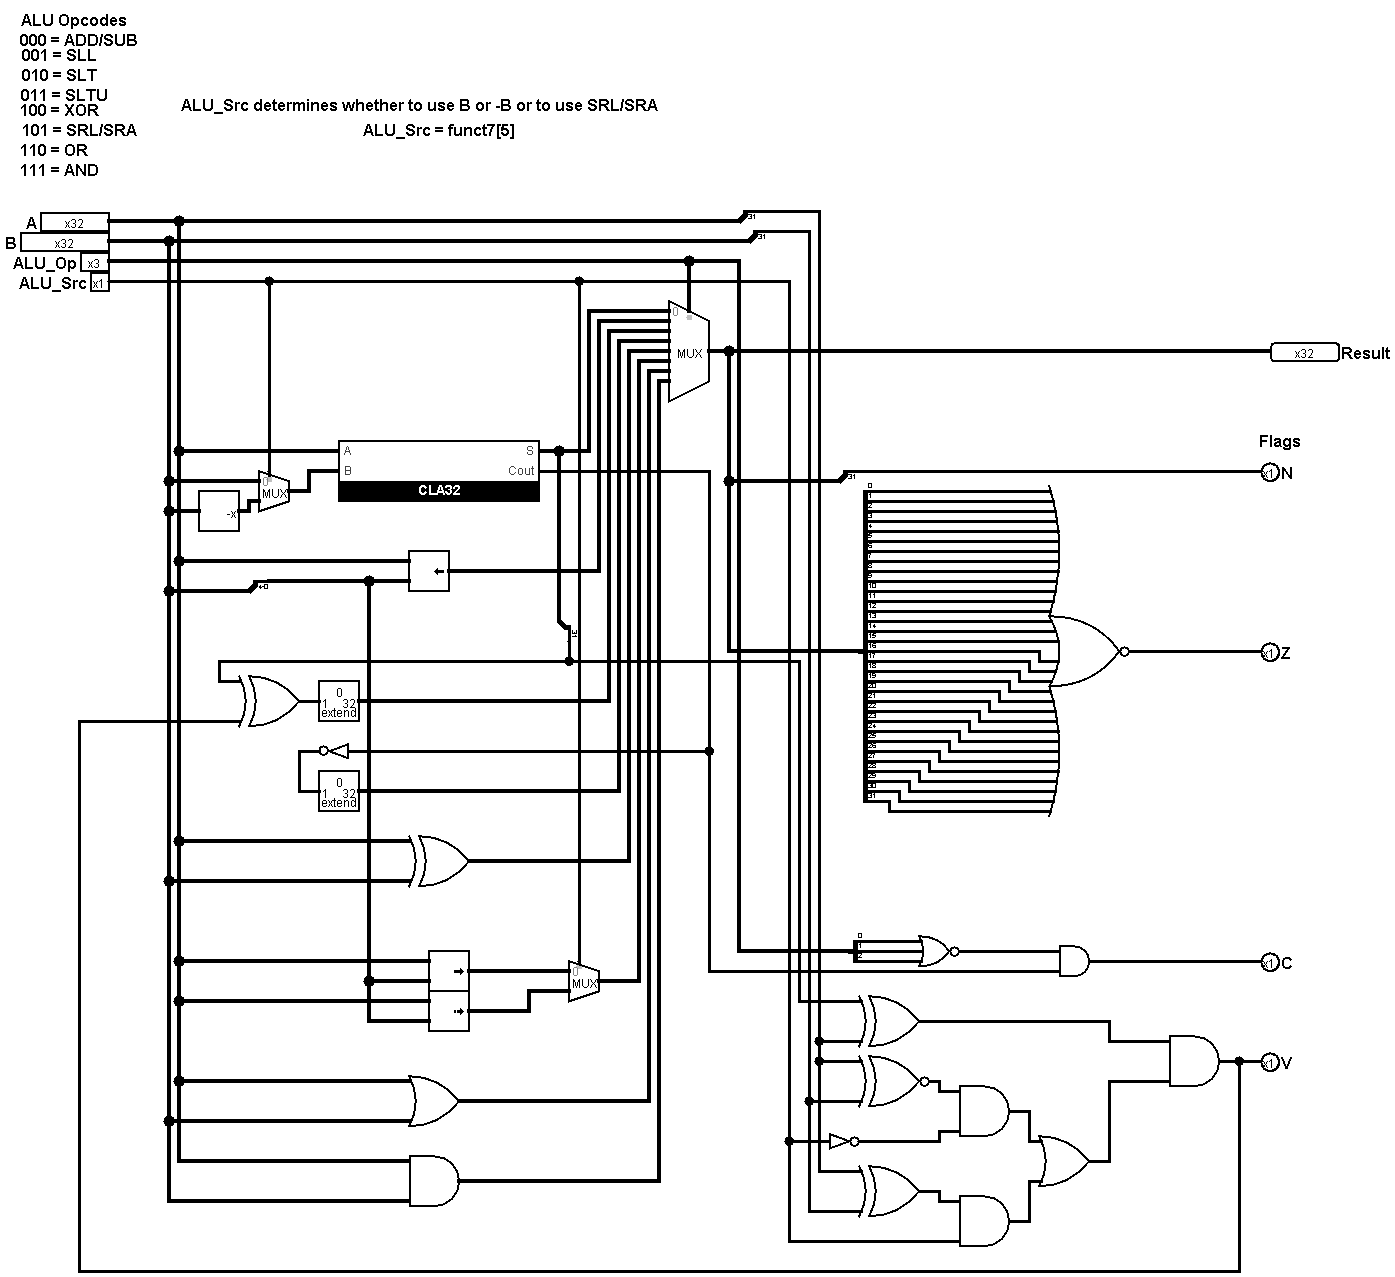 ALU Opcodes
000 = ADD/SUB
001 = SLL
010 = SLT
011 = SLTU
100 = XOR
101 = SRL/SRA
110 = OR
111 = AND
ALU_Src determines whether to use B or -B or to use SRL/SRA
ALU_Src = funct7[5]
A x32
B x32
ALU_Op x3
ALU_Src x1
31
31
0
MUX
x32 Result
Flags
A S
B Cout
CLA32
0
MUX
-x
31
x1 N
0
1
2
3
4
5
6
7
8
9
10
11
12
13
14
15
16
17
18
19
20
21
22
23
24
25
26
27
28
29
30
31
x1 Z
31
0
1 32
extend
0
1 32
extend
0
MUX
0
1
2
x1 C
x1 V